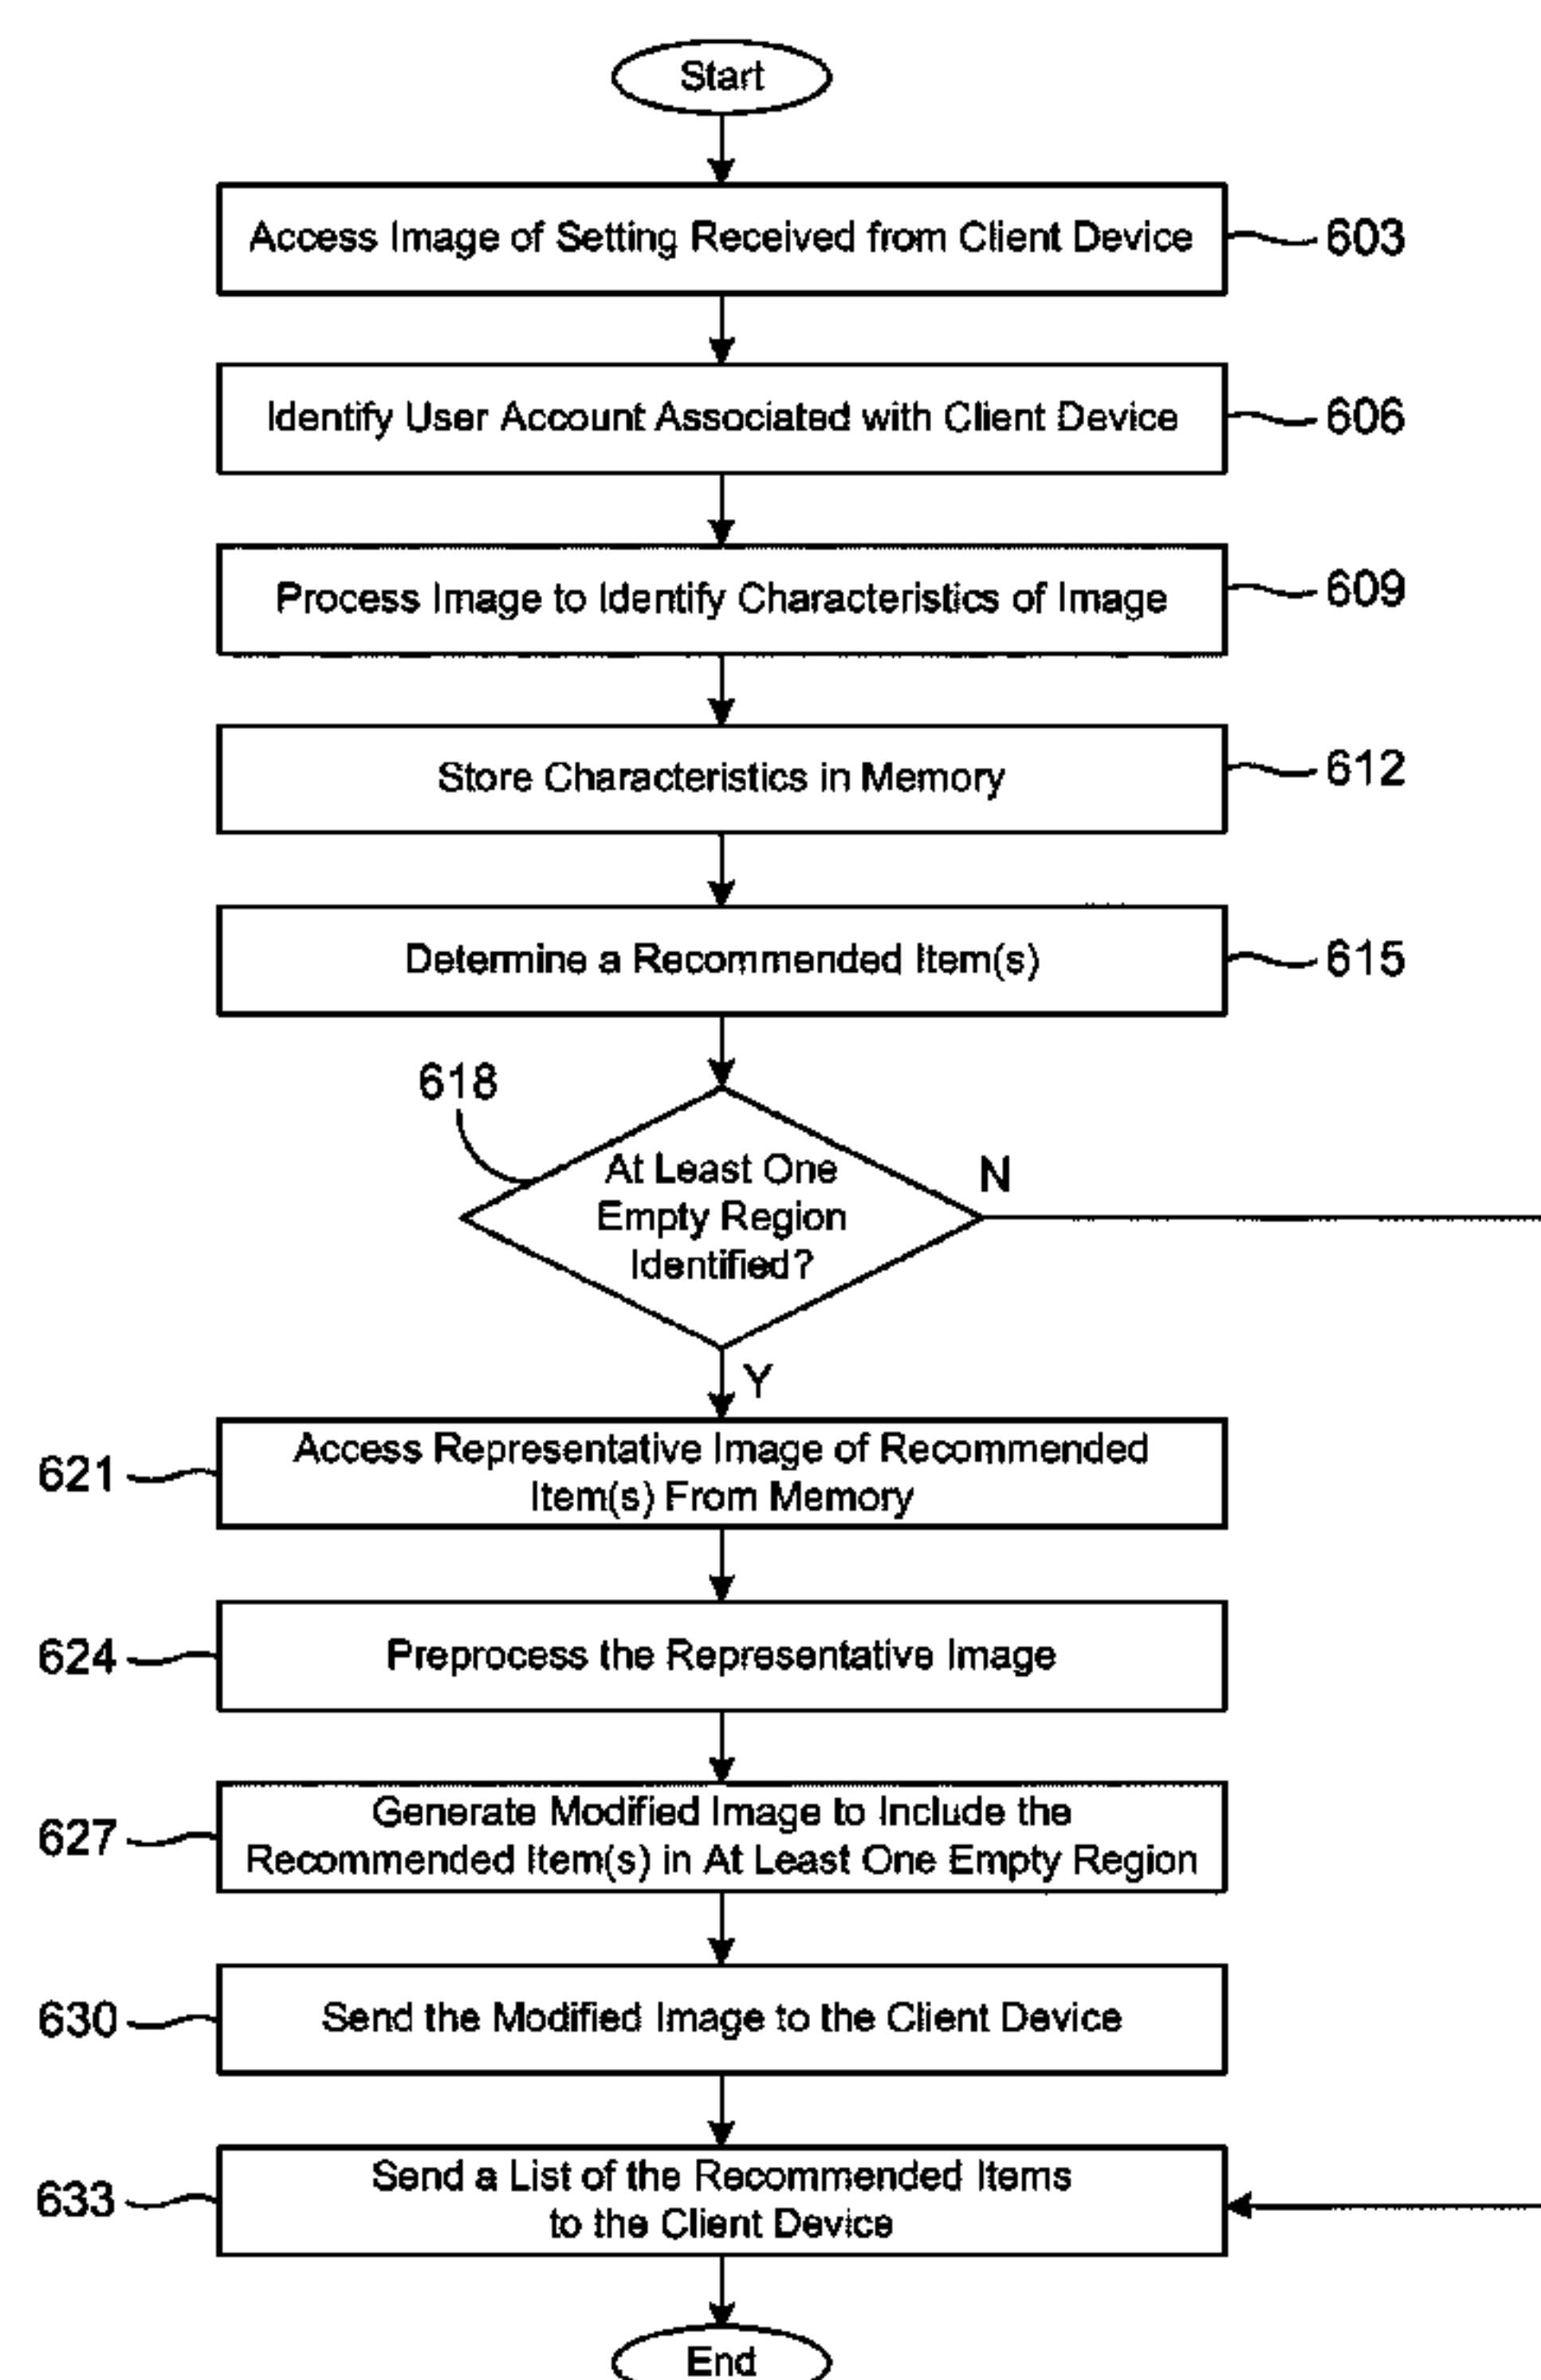 Start
Access Image of Setting Received from Client Device
603
Identify User Account Associated with Client Device
606
Process Image to Identify Characteristics of Image
609
Store Characteristics in Memory
612
Determine a Recommended Item(s)
615
618
At Least One
Empty Region
Identified?
N
Y
621
Access Representative Image of Recommended
Item(s) From Memory
624
Preprocess the Representative Image
627
Generate Modified Image to Include the
Recommended Item(s) in At Least One Empty Region
630
Send the Modified Image to the Client Device
633
Send a List of the Recommended Items
to the Client Device
End